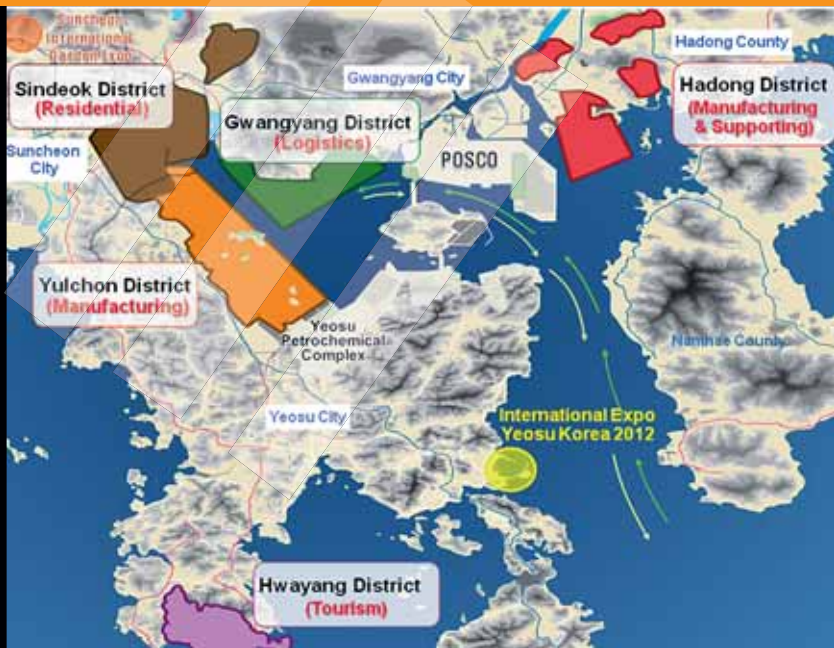 Suncheon
International
Garden Expo
Sindeok District
(Residential)
Suncheon
City
Gwangyang City
Gwangyang District
(Logistics)
POSCO
Hadong County
Hadong District
(Manufacturing
& Supporting)
Yulchon District
(Manufacturing)
Yeosu
Petrochemical
Complex
Namhae County
Yeosu City
International Expo
Yeosu Korea 2012
Hwayang District
(Tourism)